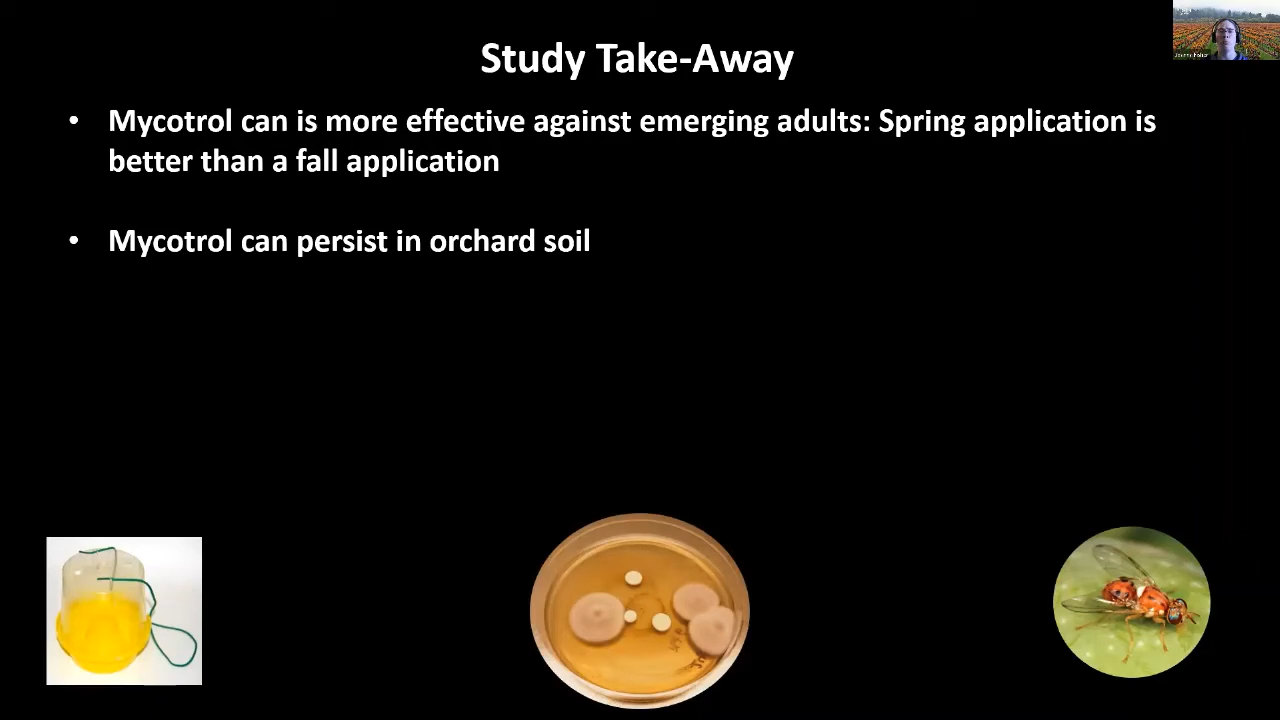 Study Take-Away
• Mycotrol can is more effective against emerging adults: Spring application is
better than a fall application
• Mycotrol can persist in orchard soil